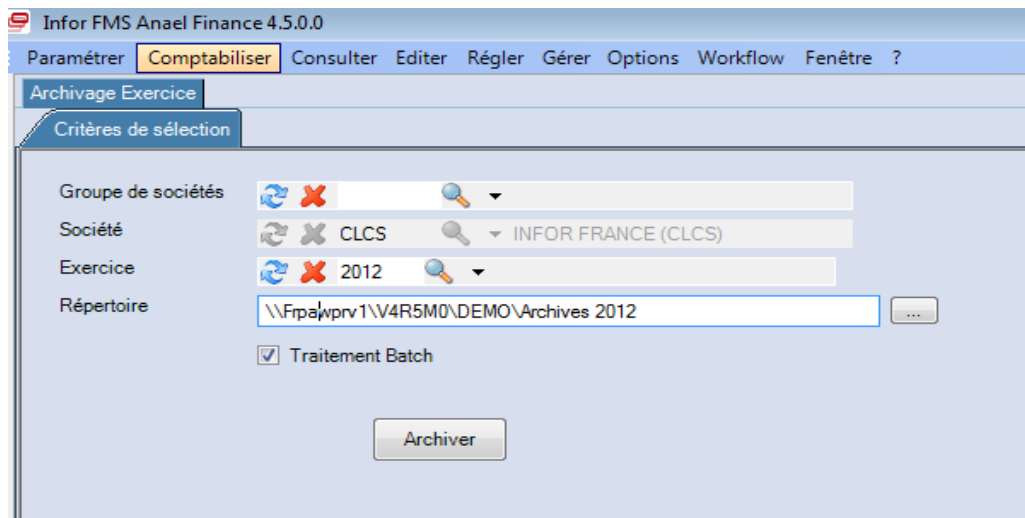 Infor FMS Anael Finance 4.5.0.0
Paramétrer Comptabiliser Consulter Editer Régler Gérer Options Workflow Fenêtre ?
Archivage Exercice
Critères de sélection
Groupe de sociétés
Société CLCS INFOR FRANCE (CLCS)
Exercice 2012
Répertoire \\Frpawprv1\V4R5M0\DEMO\Archives 2012 ...
Traitement Batch
Archiver